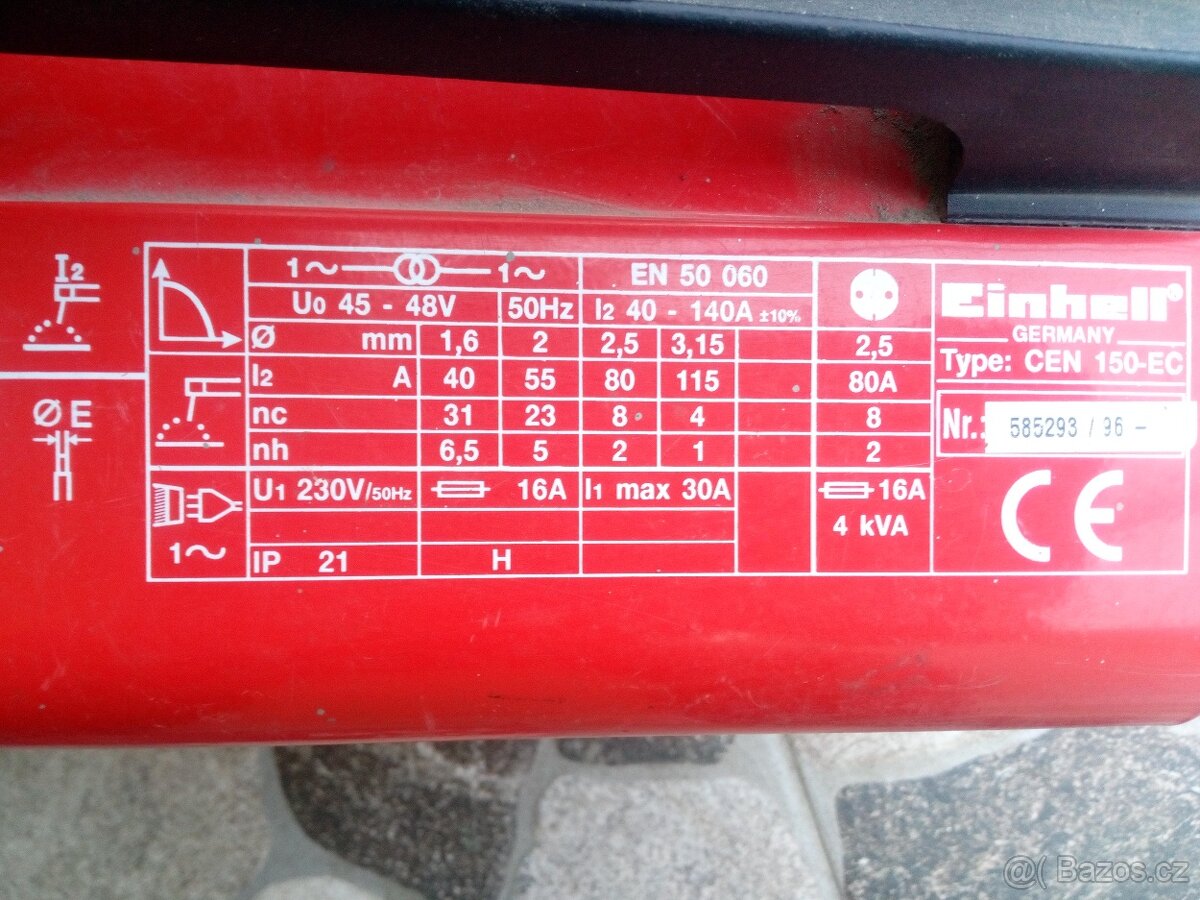 I2
Ø E
1~ 1~ EN 50 060
U0 45 - 48V 50Hz I2 40 - 140A ±10%
Ø mm 1,6 2 2,5 3,15 2,5
I2 A 40 55 80 115 80A
nc 31 23 8 4 8
nh 6,5 5 2 1 2
U1 230V/50Hz 16A I1 max 30A 16A
4 kVA
1~
IP 21 H
Einhell®
GERMANY
Type: CEN 150-EC
Nr.: 585293 / 96 -
CE
@( Bazos.cz